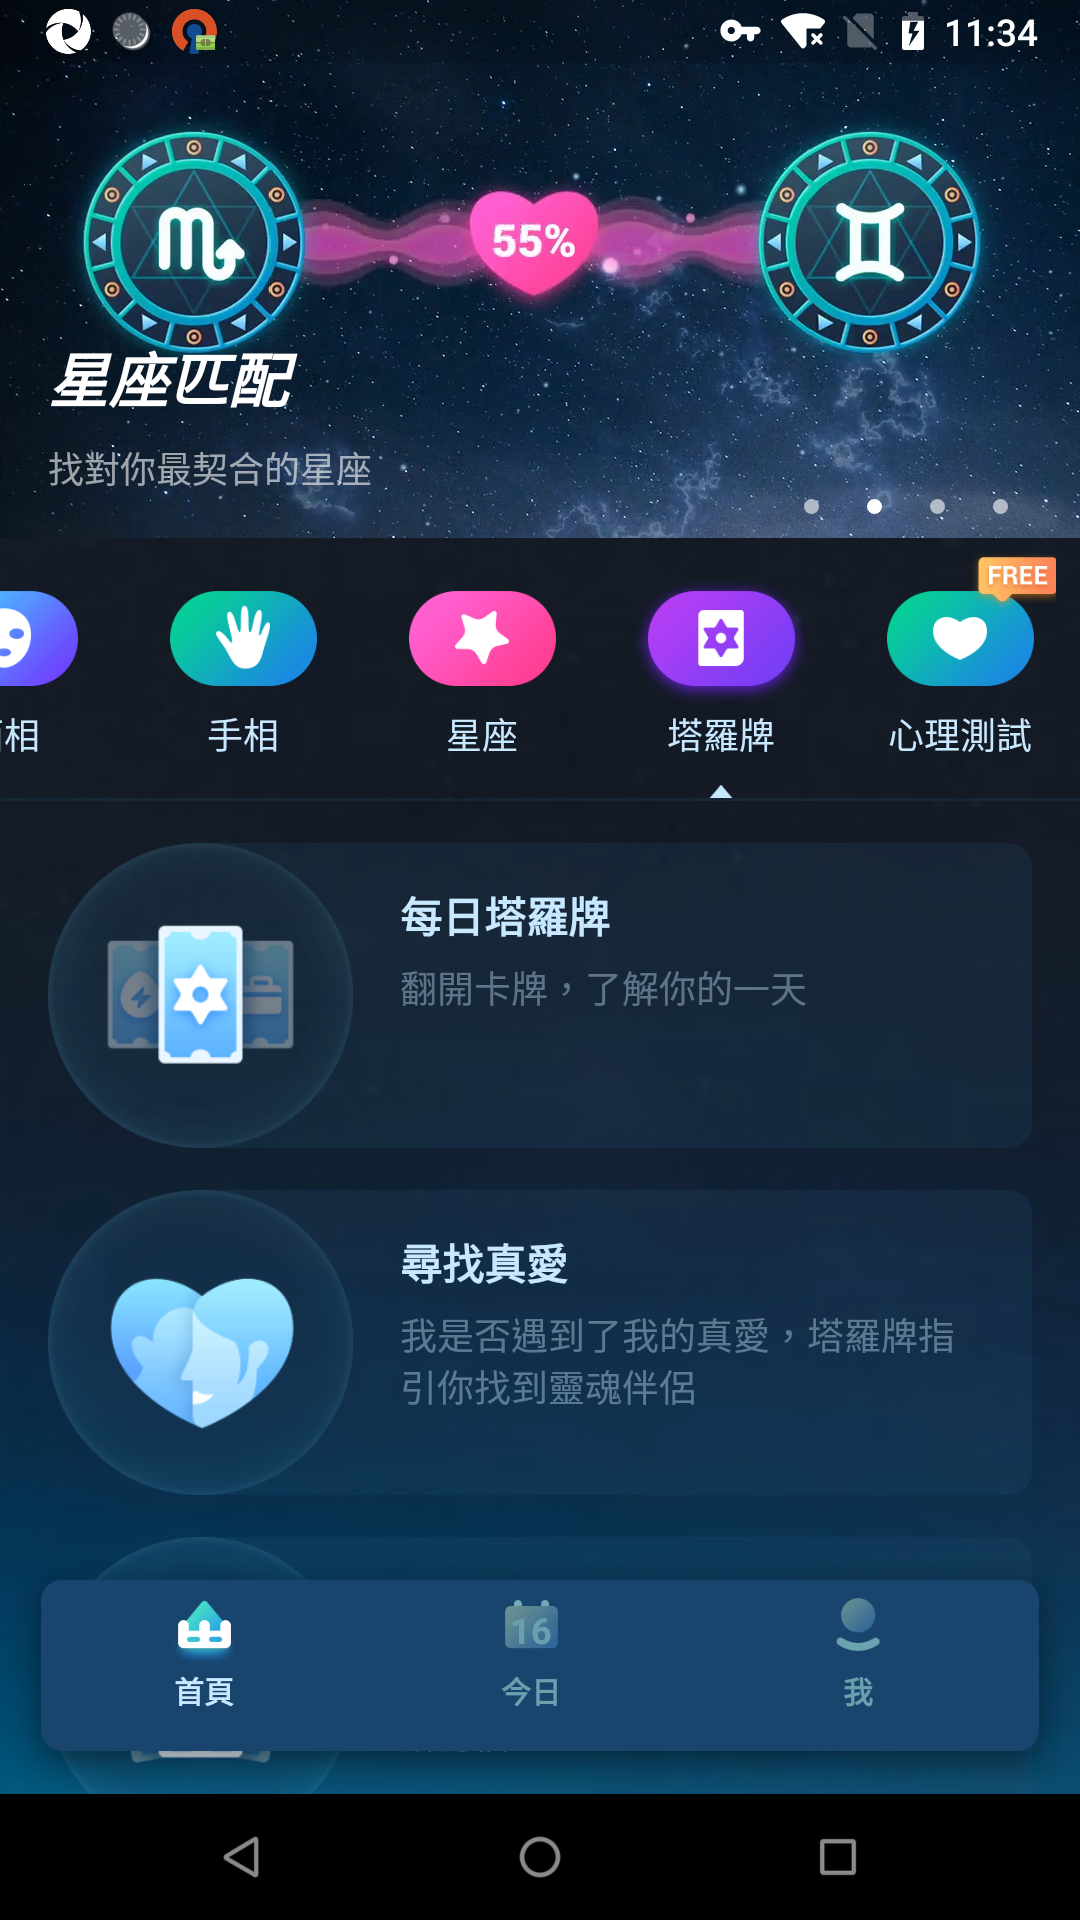 11:34
55%
星座匹配
找對你最契合的星座
FREE
相
手相
星座
塔羅牌
心理測試
每日塔羅牌
翻開卡牌，了解你的一天
尋找真愛
我是否遇到了我的真愛，塔羅牌指
引你找到靈魂伴侶
16
首頁
今日
我